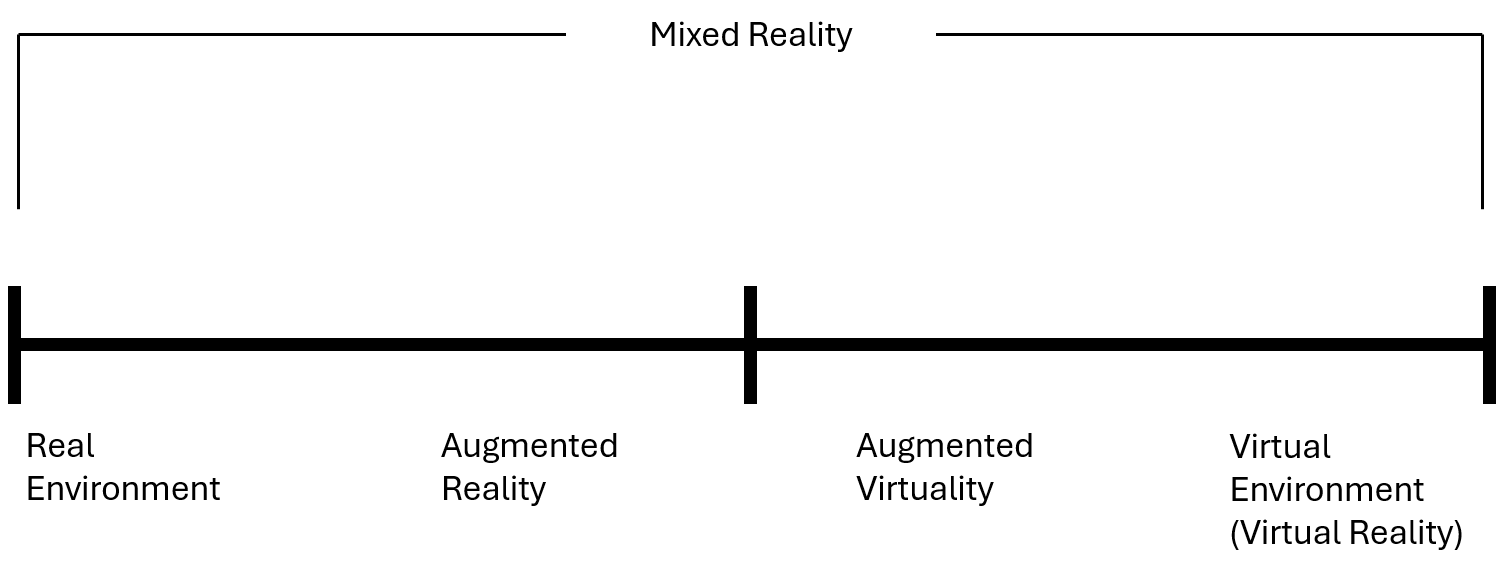 Mixed Reality
Real
Environment
Augmented
Reality
Augmented
Virtuality
Virtual
Environment
(Virtual Reality)